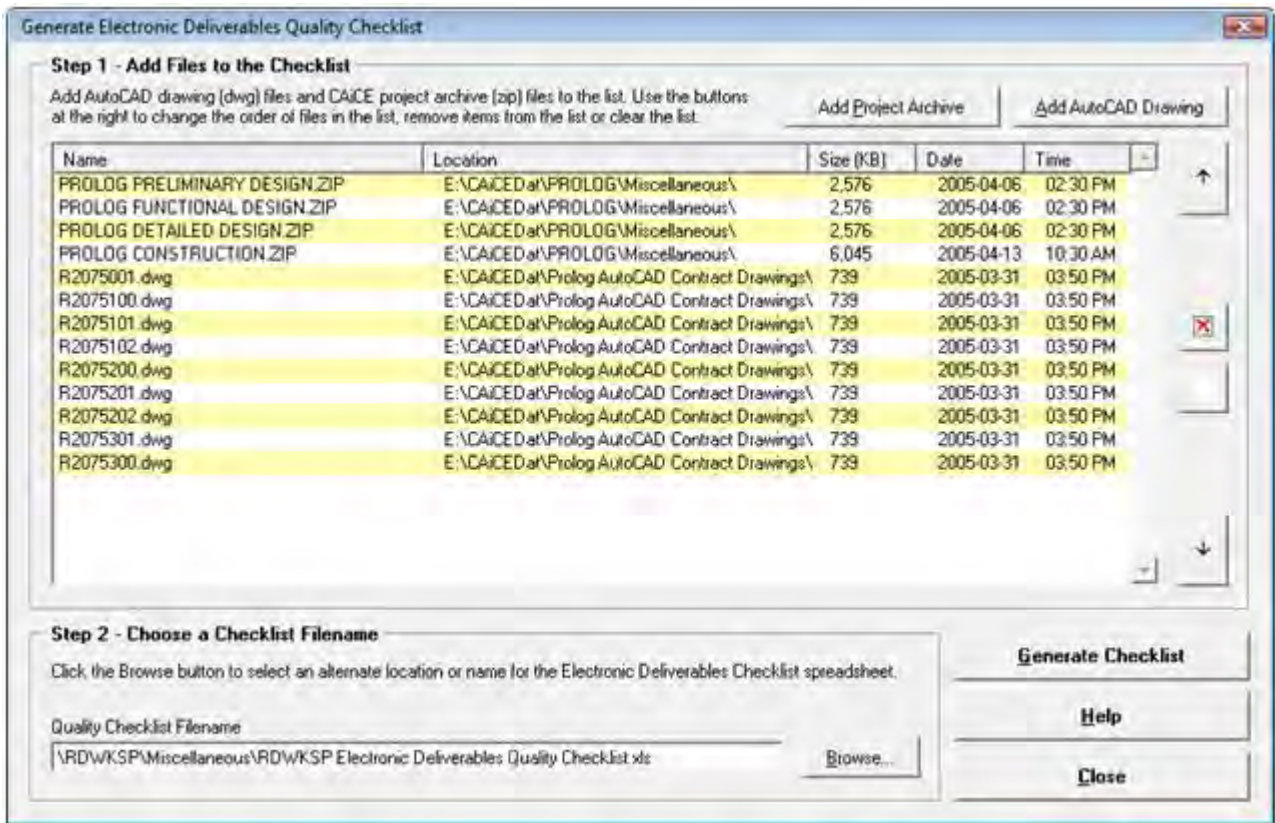 Generate Electronic Deliverables Quality Checklist
Step 1 - Add Files to the Checklist
Add AutoCAD drawing (dwg) files and CAiCE project archive (zip) files to the list. Use the buttons
at the right to change the order of files in the list, remove items from the list or clear the list.
Add Project Archive
Add AutoCAD Drawing
Name Location Size (KB) Date Time
PROLOG PRELIMINARY DESIGN.ZIP E:\CAiCEDat\PROLOG\Miscellaneous\ 2,576 2005-04-06 02:30 PM
PROLOG FUNCTIONAL DESIGN.ZIP E:\CAiCEDat\PROLOG\Miscellaneous\ 2,576 2005-04-06 02:30 PM
PROLOG DETAILED DESIGN.ZIP E:\CAiCEDat\PROLOG\Miscellaneous\ 2,576 2005-04-06 02:30 PM
PROLOG CONSTRUCTION.ZIP E:\CAiCEDat\PROLOG\Miscellaneous\ 6,045 2005-04-13 10:30 AM
R2075001.dwg E:\CAiCEDat\Prolog AutoCAD Contract Drawings\ 739 2005-03-31 03:50 PM
R2075100.dwg E:\CAiCEDat\Prolog AutoCAD Contract Drawings\ 739 2005-03-31 03:50 PM
R2075101.dwg E:\CAiCEDat\Prolog AutoCAD Contract Drawings\ 739 2005-03-31 03:50 PM
R2075102.dwg E:\CAiCEDat\Prolog AutoCAD Contract Drawings\ 739 2005-03-31 03:50 PM
R2075200.dwg E:\CAiCEDat\Prolog AutoCAD Contract Drawings\ 739 2005-03-31 03:50 PM
R2075201.dwg E:\CAiCEDat\Prolog AutoCAD Contract Drawings\ 739 2005-03-31 03:50 PM
R2075202.dwg E:\CAiCEDat\Prolog AutoCAD Contract Drawings\ 739 2005-03-31 03:50 PM
R2075301.dwg E:\CAiCEDat\Prolog AutoCAD Contract Drawings\ 739 2005-03-31 03:50 PM
R2075300.dwg E:\CAiCEDat\Prolog AutoCAD Contract Drawings\ 739 2005-03-31 03:50 PM
Step 2 - Choose a Checklist Filename
Click the Browse button to select an alternate location or name for the Electronic Deliverables Checklist spreadsheet.
Quality Checklist Filename
\RDWKSP\Miscellaneous\RDWKSP Electronic Deliverables Quality Checklist.xls
Browse...
Generate Checklist
Help
Close